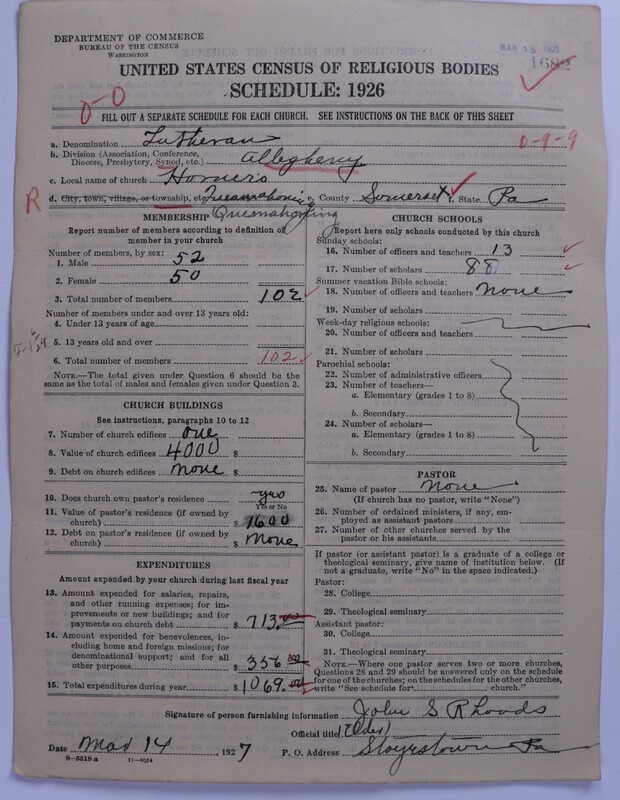 DEPARTMENT OF COMMERCE
BUREAU OF THE CENSUS
WASHINGTON
MAR 15 1927
1682
UNITED STATES CENSUS OF RELIGIOUS BODIES
SCHEDULE: 1926
0-0
FILL OUT A SEPARATE SCHEDULE FOR EACH CHURCH. SEE INSTRUCTIONS ON THE BACK OF THIS SHEET
a. Denomination Lutheran
0-9-9
b. Division (Association, Conference, Diocese, Presbytery, Synod, etc.) Allegheny
c. Local name of church Horner's
R
d. City, town, village, or township, etc. Quemahoning e. County Somerset f. State Pa
Quemahoning
MEMBERSHIP
Report number of members according to definition of
member in your church
Number of members, by sex:
1. Male 52
2. Female 50
3. Total number of members 102
Number of members under and over 13 years old:
4. Under 13 years of age
5. 13 years old and over
6. Total number of members 102
NOTE.—The total given under Question 6 should be
same as the total of males and females given under Question 3.
CHURCH BUILDINGS
See instructions, paragraphs 10 to 12
7. Number of church edifices one
8. Value of church edifices $ 4000
9. Debt on church edifices $ none
10. Does church own pastor's residence yes
Yes or No
11. Value of pastor's residence (if owned by
church) $ 1600
12. Debt on pastor's residence (if owned by
church) $ None
EXPENDITURES
Amount expended by your church during last fiscal year
13. Amount expended for salaries, repairs,
and other running expenses; for im-
provements or new buildings; and for
payments on church debt $ 713.00
14. Amount expended for benevolences, in-
cluding home and foreign missions; for
denominational support; and for all
other purposes $ 356 00
15. Total expenditures during year $ 1069.00
CHURCH SCHOOLS
Report here only schools conducted by this church
Sunday schools:
16. Number of officers and teachers 13
17. Number of scholars 88
Summer vacation Bible schools:
18. Number of officers and teachers none
19. Number of scholars
Week-day religious schools:
20. Number of officers and teachers
21. Number of scholars
Parochial schools:
22. Number of administrative officers
23. Number of teachers—
a. Elementary (grades 1 to 8)
b. Secondary
24. Number of scholars—
a. Elementary (grades 1 to 8)
b. Secondary
PASTOR
25. Name of pastor None
(If church has no pastor, write "None")
26. Number of ordained ministers, if any, em-
ployed as assistant pastors
27. Number of other churches served by the
pastor or his assistants
If pastor (or assistant pastor) is a graduate of a college or
theological seminary, give name of institution below. (If
not a graduate, write "No" in the space indicated.)
Pastor:
28. College
29. Theological seminary
Assistant pastor:
30. College
31. Theological seminary
NOTE.—Where one pastor serves two or more churches,
Questions 28 and 29 should be answered only on the schedule
for one of the churches; on the schedules for the other churches,
write "See schedule for church."
Signature of person furnishing information John S Rhoads
Official title (Elder)
Date Mar 14 1927 P. O. Address Stoyestown Pa
8-5518 a 11-9034